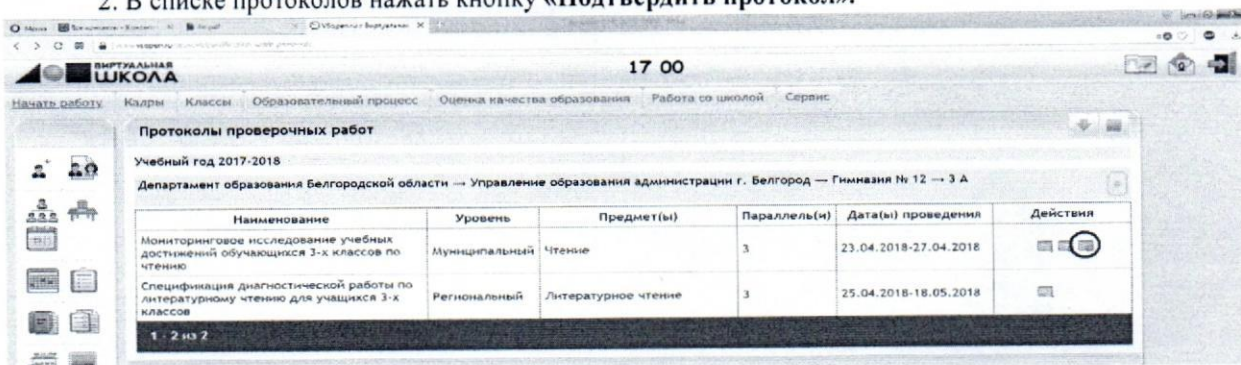 2. В списке протоколов нажать кнопку «Подтвердить протокол».
ВИРТУАЛЬНАЯ
ШКОЛА
17 00
Начать работу Кадры Классы Образовательный процесс Оценка качества образования Работа со школой Сервис
Протоколы проверочных работ
Учебный год 2017-2018
Департамент образования Белгородской области → Управление образования администрации г. Белгород — Гимназия № 12 → 3 А
Наименование Уровень Предмет(ы) Параллель(и) Дата(ы) проведения Действия
Мониторинговое исследование учебных
достижений обучающихся 3-х классов по
чтению
Муниципальный Чтение 3 23.04.2018-27.04.2018
Спецификация диагностической работы по
литературному чтению для учащихся 3-х
классов
Региональный Литературное чтение 3 25.04.2018-18.05.2018
1 - 2 из 2